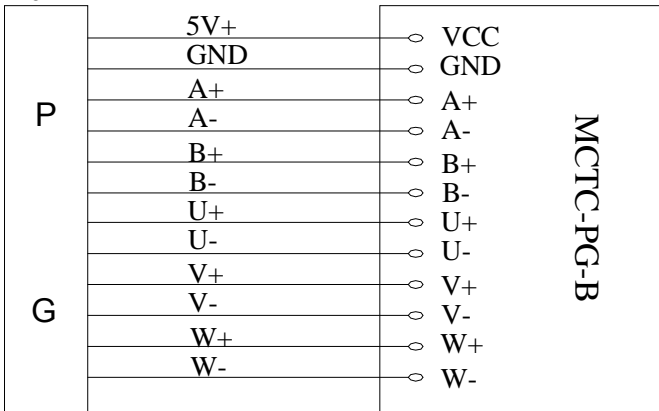 5V+ VCC
GND GND
A+ A+
P
A- A-
B+ B+
B- B-
U+ U+
U- U-
V+ V+
G
V- V-
W+ W+
W- W-
MCTC-PG-B